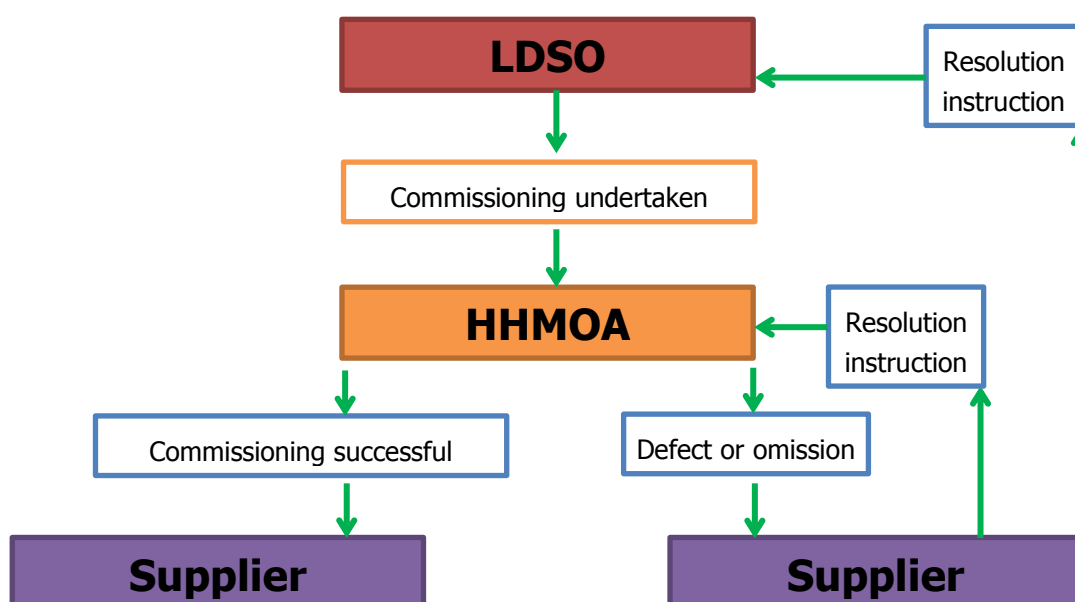 LDSO
Resolution
instruction
Commissioning undertaken
HHMOA
Resolution
instruction
Commissioning successful
Defect or omission
Supplier
Supplier